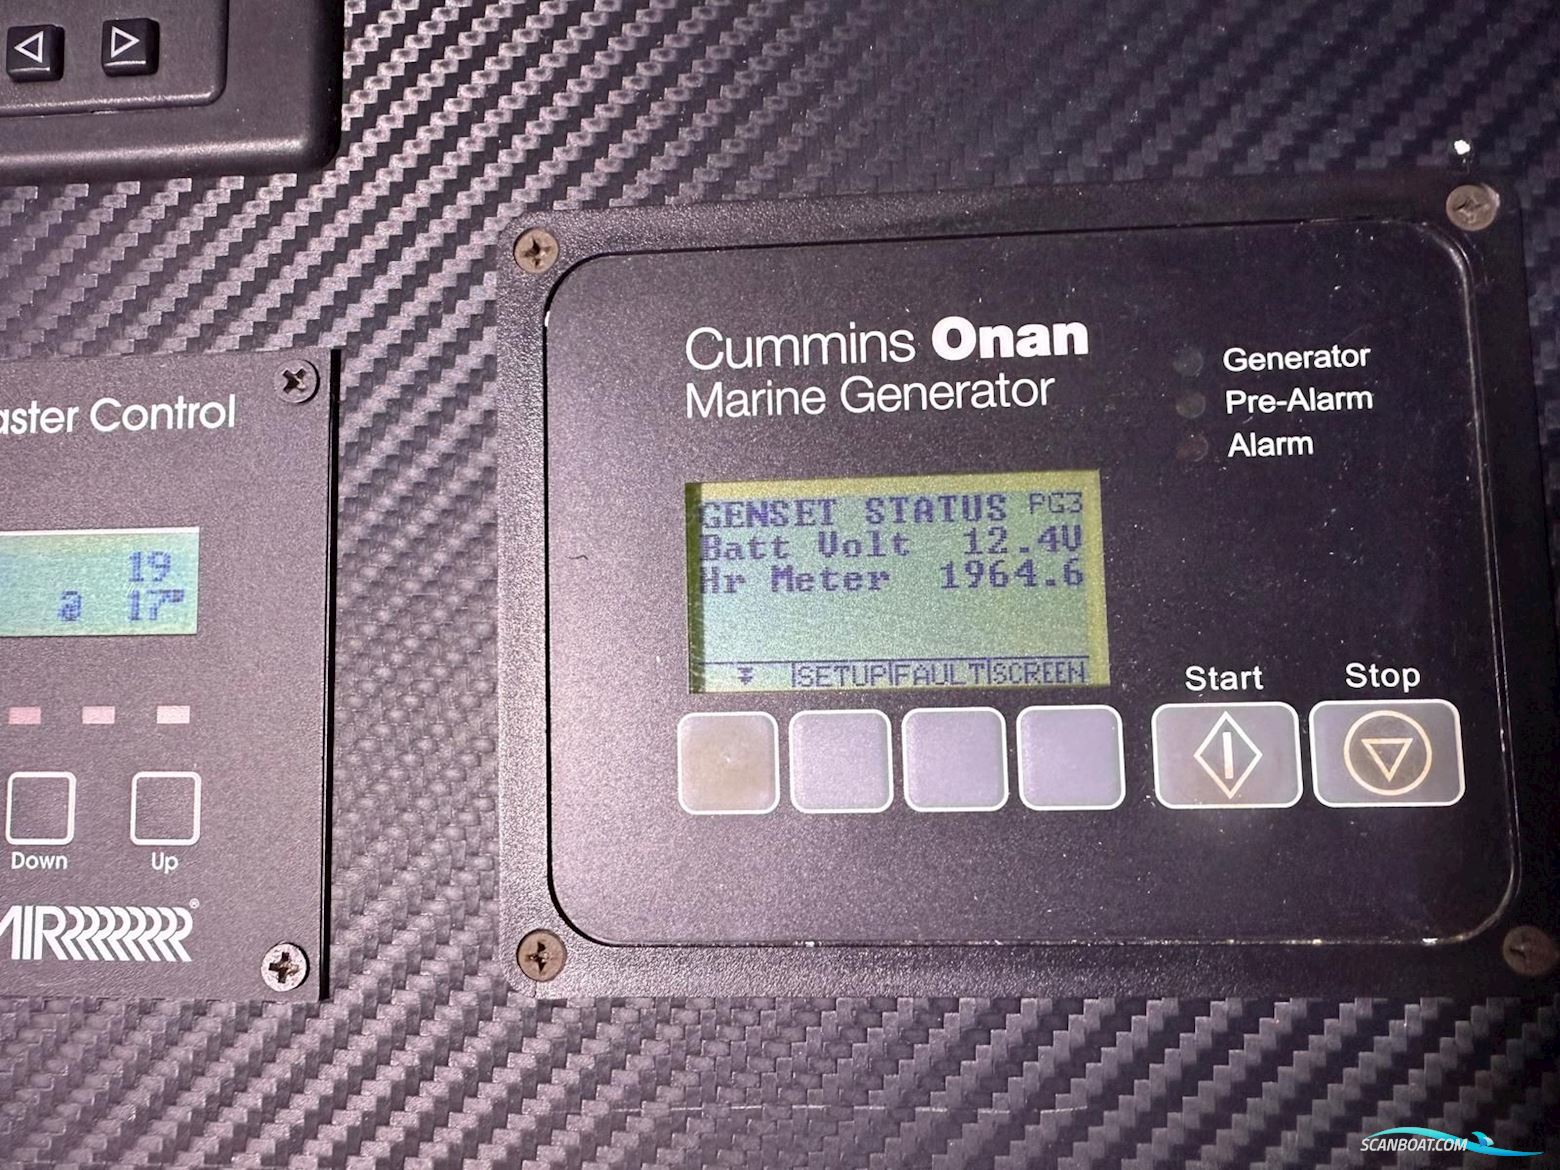 aster Control
19
a 17"
Down
Up
AIR
®
Cummins Onan
Marine Generator
Generator
Pre-Alarm
Alarm
GENSET STATUS PG3
Batt Volt 12.4V
Hr Meter 1964.6
SETUP FAULT SCREEN
Start
Stop
SCANBOAT.COM